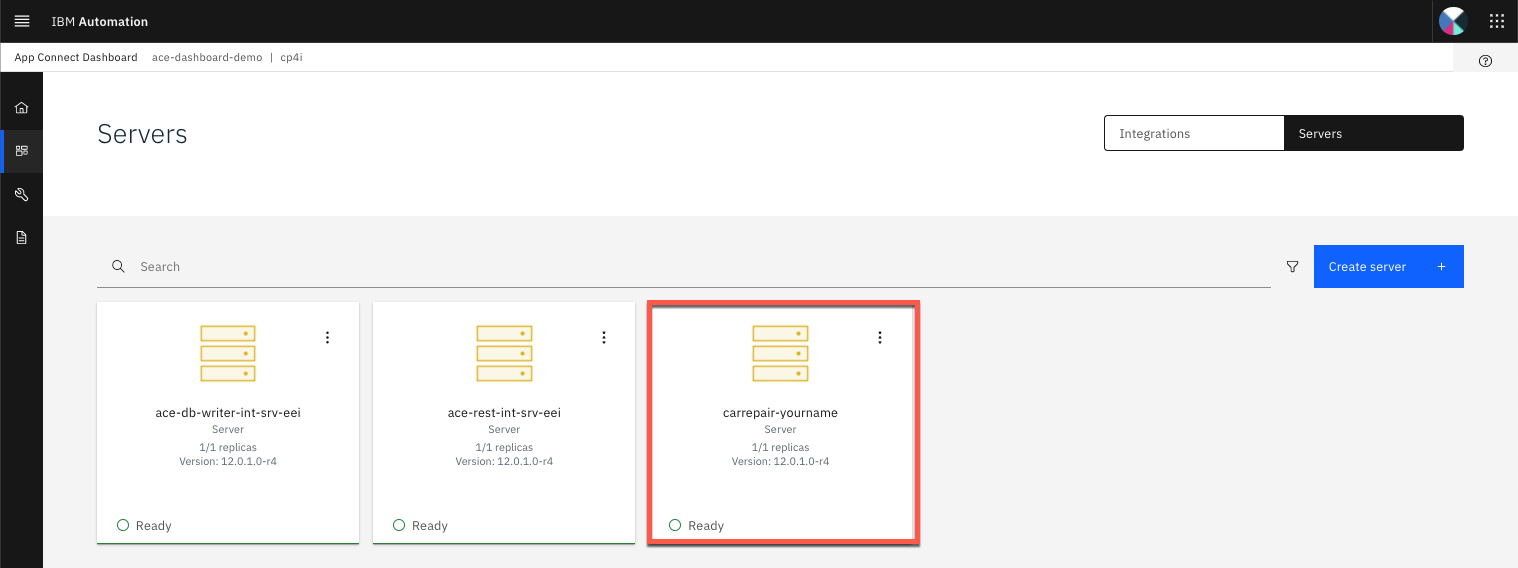 IBM Automation
App Connect Dashboard ace-dashboard-demo | cp4i
Servers
Integrations
Servers
Search
Create server +
ace-db-writer-int-srv-eei
Server
1/1 replicas
Version: 12.0.1.0-r4
Ready
ace-rest-int-srv-eei
Server
1/1 replicas
Version: 12.0.1.0-r4
Ready
carrepair-yourname
Server
1/1 replicas
Version: 12.0.1.0-r4
Ready